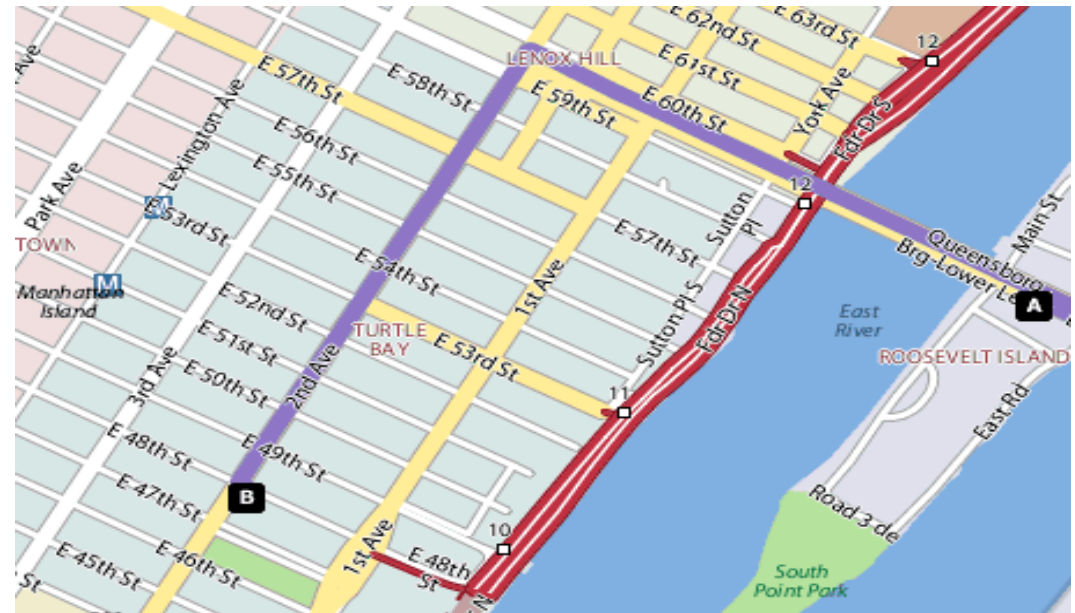 E 63rd St
E 62nd St
12
E 61st St
LENOX HILL
E 57th St
E 58th St
E 59th St
E 60th St
York Ave
Fdr Dr S
Lexington Ave
E 56th St
E 55th St
Park Ave
M
E 53rd St
12
Sutton
Pl
E 57th St
Main St
Queensboro
Brg-Lower Le
A
TOWN
M
Manhattan
Island
E 54th St
1st Ave
Fdr Dr N
Sutton Pl S
East
River
ROOSEVELT ISLAND
E 52nd St
TURTLE
BAY
E 53rd St
E 51st St
E 50th St
3rd Ave
2nd Ave
11
East Rd
E 48th St
E 49th St
E 47th St
B
Road 3 de
10
1st Ave
E 48th
St
E 46th St
E 45th St
St
N
South
Point Park